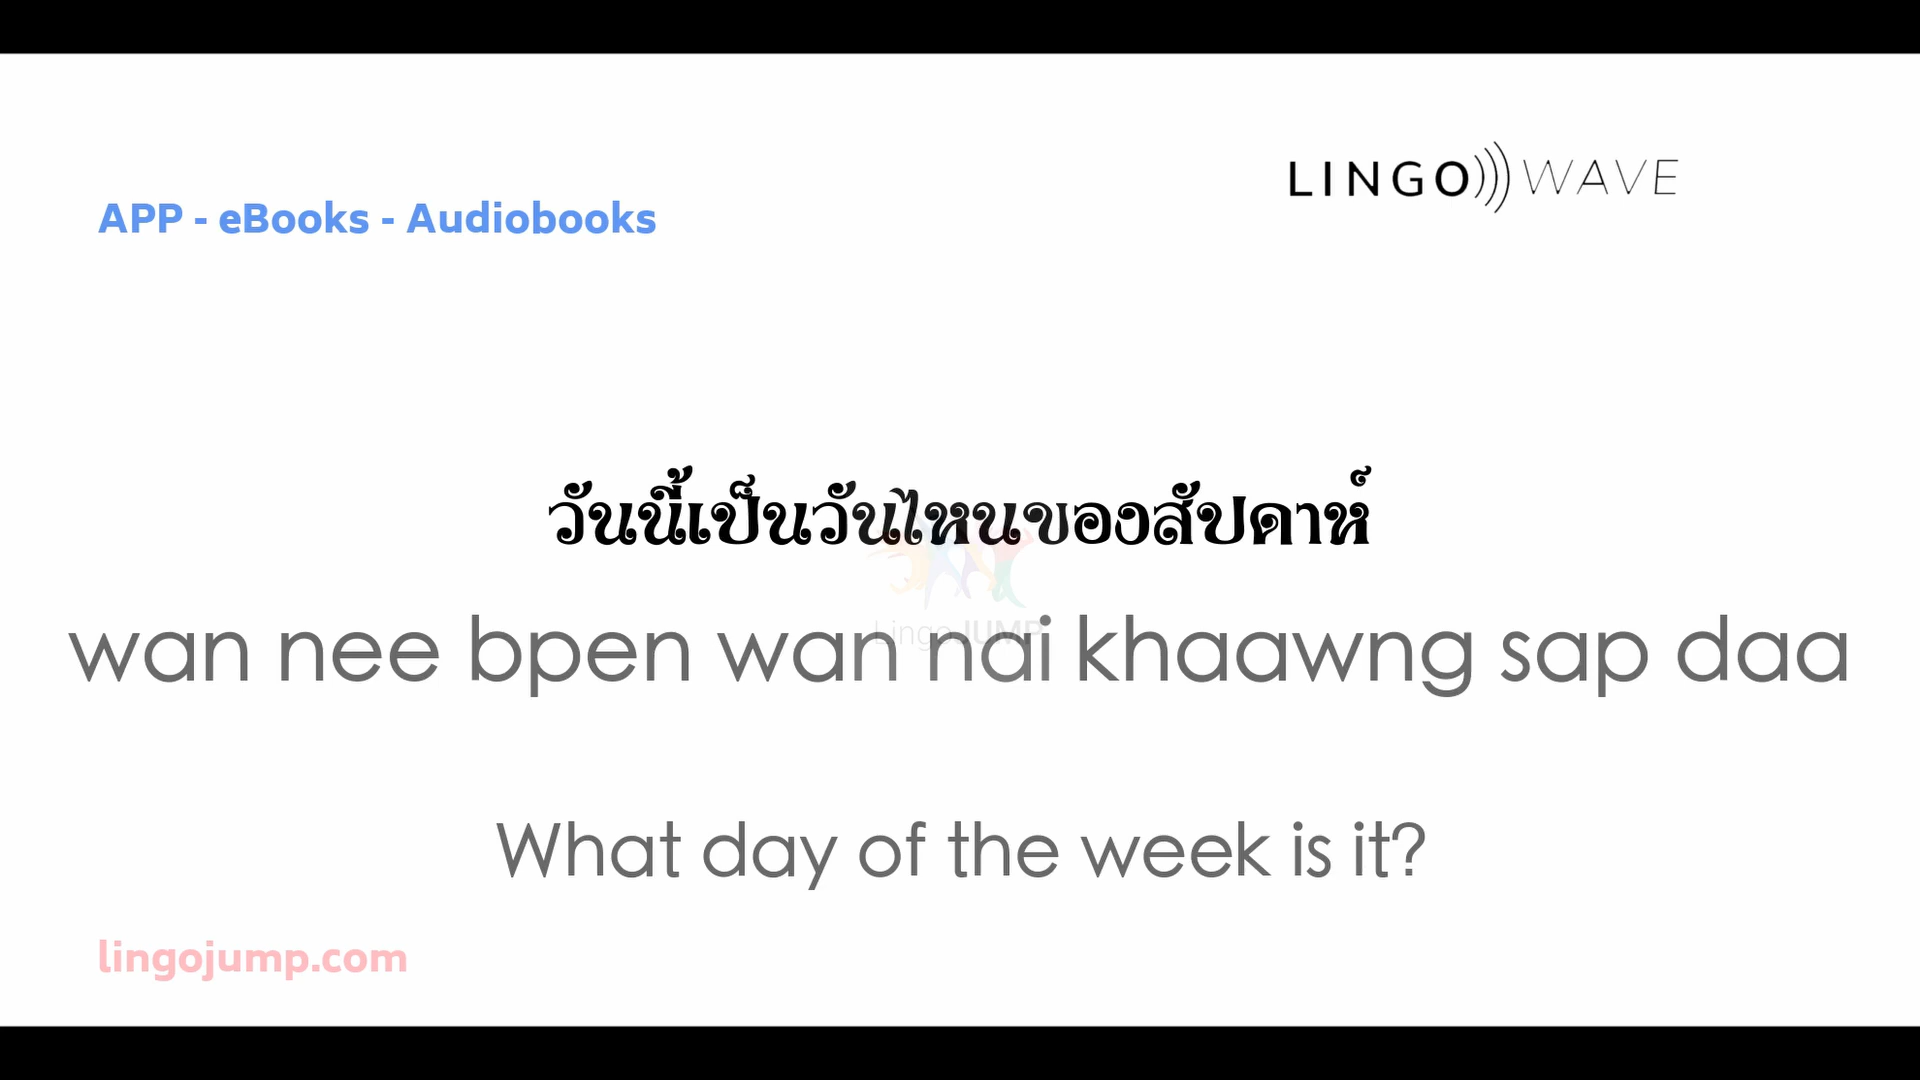 LINGO WAVE
APP - eBooks - Audiobooks
วันนี้เป็นวันไหนของสัปดาห์
wan nee bpen wan nai khaawng sap daa
Lingo JUMP
What day of the week is it?
lingojump.com